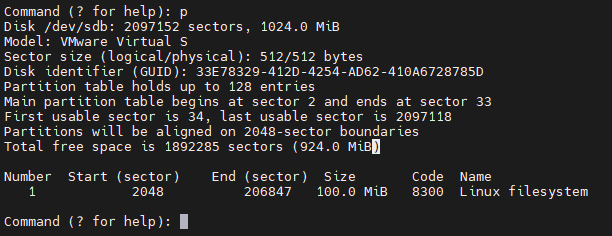 Command (? for help): p
Disk /dev/sdb: 2097152 sectors, 1024.0 MiB
Model: VMware Virtual S
Sector size (logical/physical): 512/512 bytes
Disk identifier (GUID): 33E78329-412D-4254-AD62-410A6728785D
Partition table holds up to 128 entries
Main partition table begins at sector 2 and ends at sector 33
First usable sector is 34, last usable sector is 2097118
Partitions will be aligned on 2048-sector boundaries
Total free space is 1892285 sectors (924.0 MiB)
Number  Start (sector)    End (sector)  Size       Code  Name
   1            2048          206847   100.0 MiB   8300  Linux filesystem
Command (? for help):